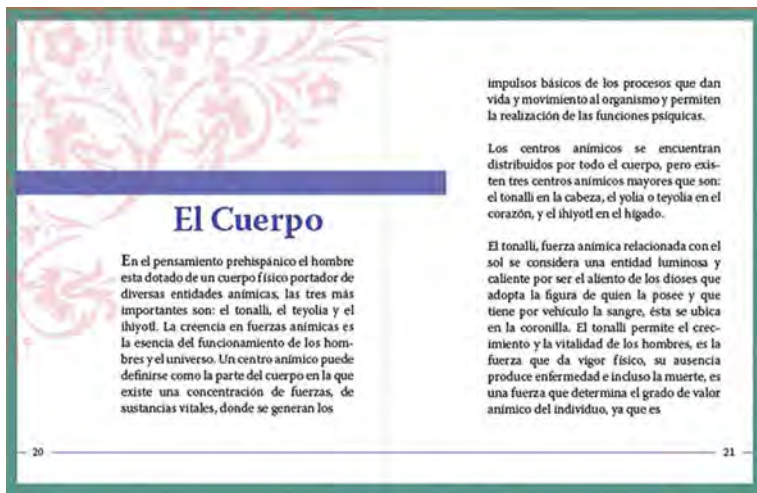 El Cuerpo
En el pensamiento prehispánico el hombre
esta dotado de un cuerpo físico portador de
diversas entidades anímicas, las tres más
importantes son: el tonalli, el teyolia y el
ihiyotl. La creencia en fuerzas anímicas es
la esencia del funcionamiento de los hom-
bres y el universo. Un centro anímico puede
definirse como la parte del cuerpo en la que
existe una concentración de fuerzas, de
sustancias vitales, donde se generan los
20
impulsos básicos de los procesos que dan
vida y movimiento al organismo y permiten
la realización de las funciones psíquicas.
Los centros anímicos se encuentran
distribuidos por todo el cuerpo, pero exis-
ten tres centros anímicos mayores que son:
el tonalli en la cabeza, el yolia o teyolia en el
corazón, y el ihiyotl en el hígado.
El tonalli, fuerza anímica relacionada con el
sol se considera una entidad luminosa y
caliente por ser el aliento de los dioses que
adopta la figura de quien la posee y que
tiene por vehículo la sangre, ésta se ubica
en la coronilla. El tonalli permite el crec-
imiento y la vitalidad de los hombres, es la
fuerza que da vigor físico, su ausencia
produce enfermedad e incluso la muerte, es
una fuerza que determina el grado de valor
anímico del individuo, ya que es
21